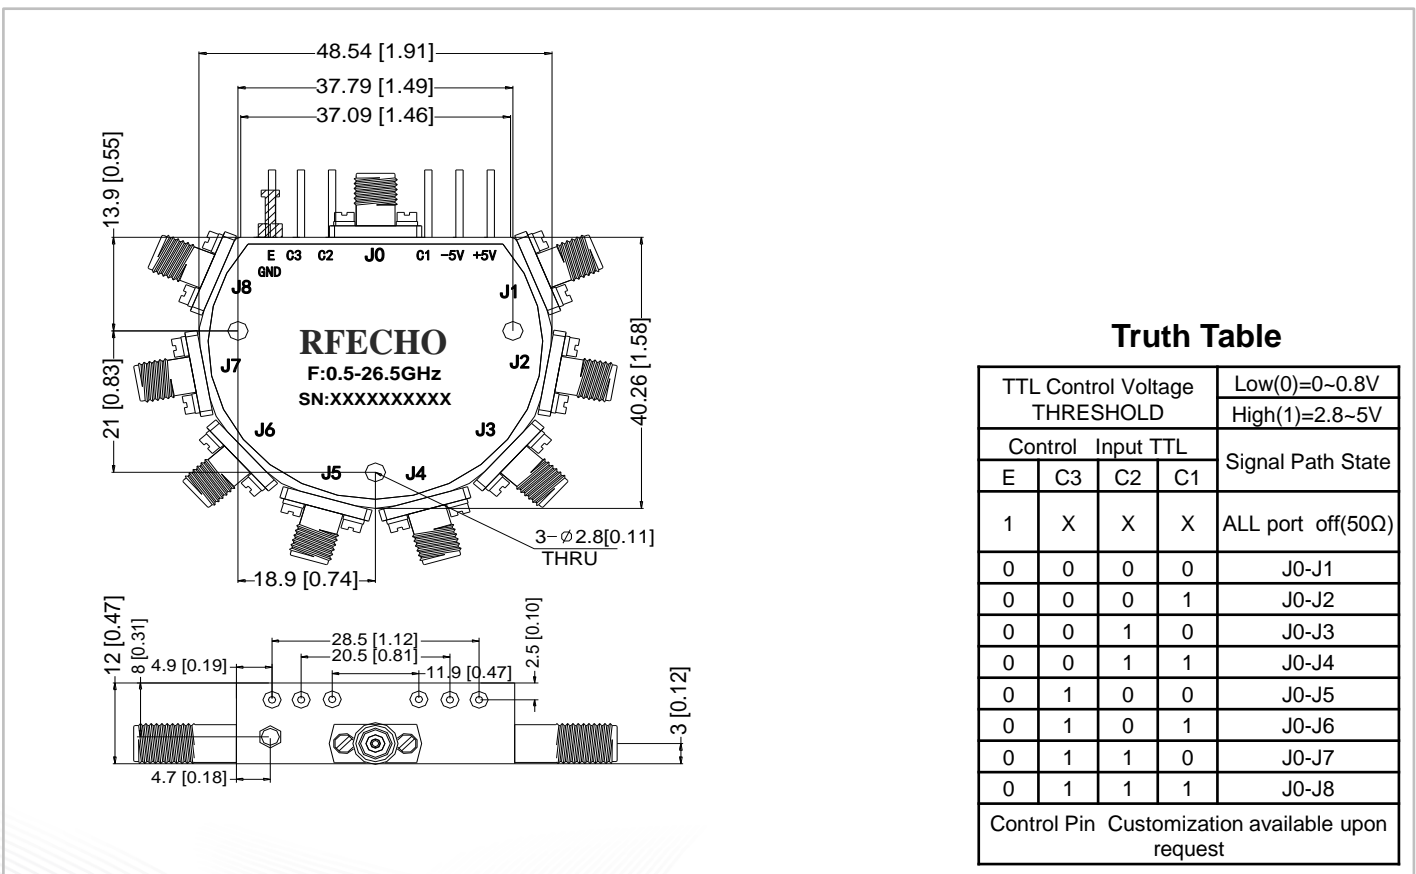 48.54 [1.91]
37.79 [1.49]
37.09 [1.46]
13.9 [0.55]
E C3 C2 J0 C1 -5V +5V
GND
J8 J1
RFECHO
J7 J2
F:0.5-26.5GHz
SN:XXXXXXXXXX
21 [0.83]
40.26 [1.58]
J6 J3
J5 J4
3-⌀2.8[0.11]
THRU
18.9 [0.74]
12 [0.47]
8 [0.31]
4.9 [0.19]
28.5 [1.12]
20.5 [0.81]
11.9 [0.47]
2.5 [0.10]
3 [0.12]
4.7 [0.18]
Truth Table
TTL Control Voltage THRESHOLD
Low(0)=0~0.8V
High(1)=2.8~5V
Control Input TTL
Signal Path State
E C3 C2 C1
1 X X X ALL port off(50Ω)
0 0 0 0 J0-J1
0 0 0 1 J0-J2
0 0 1 0 J0-J3
0 0 1 1 J0-J4
0 1 0 0 J0-J5
0 1 0 1 J0-J6
0 1 1 0 J0-J7
0 1 1 1 J0-J8
Control Pin Customization available upon
request